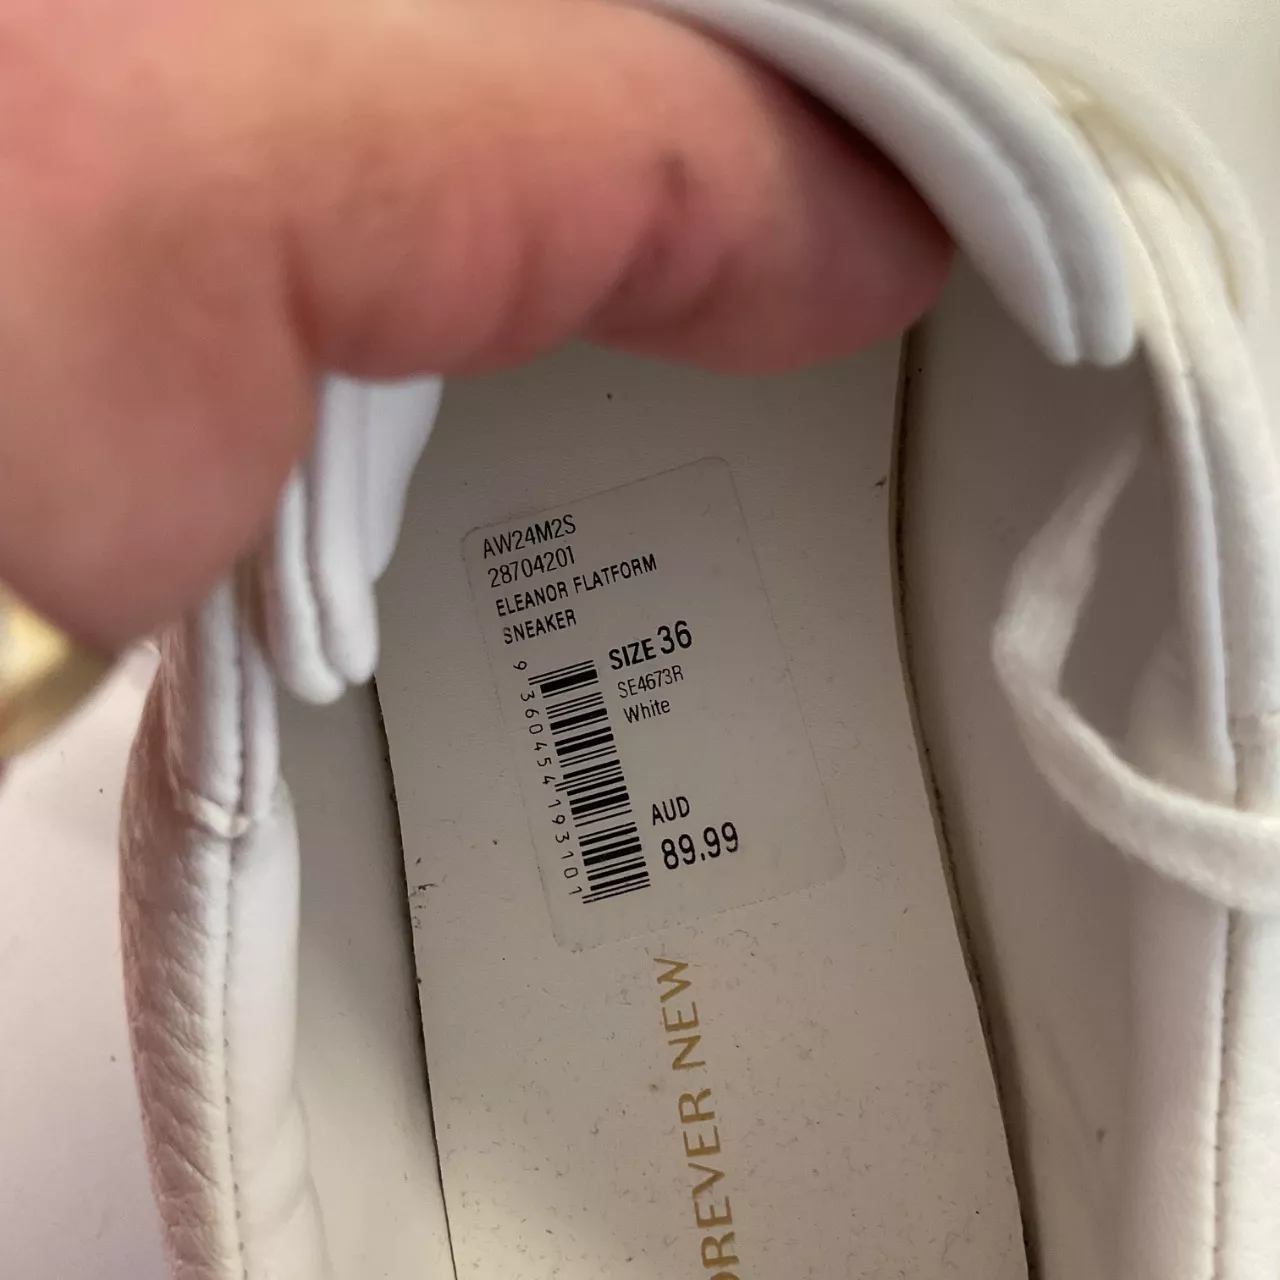 AW24M2S
28704201
ELEANOR FLATFORM
SNEAKER
SIZE 36
SE4673R
White
9 360454 193101
AUD
89.99
OREVER NEW